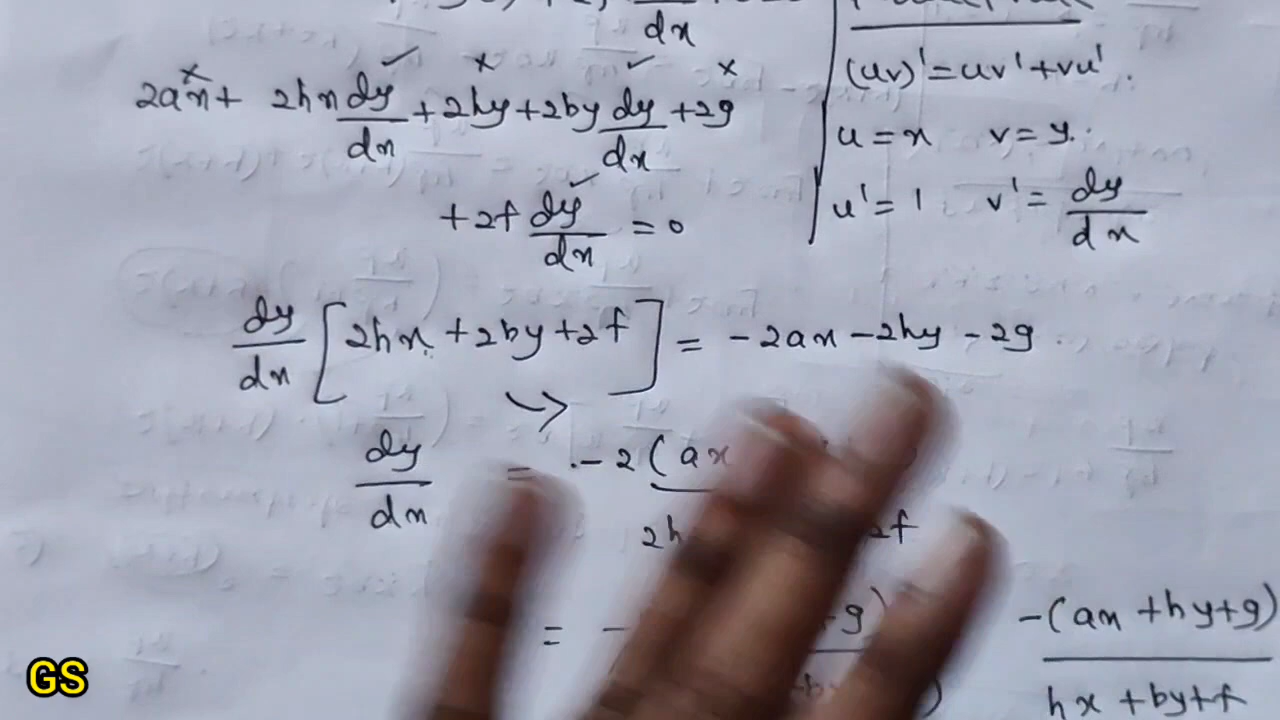 dx
(uv)' = uv' + vu'.
2ax + 2hx dy/dx + 2hy + 2by dy/dx + 2g
u = x v = y.
+ 2f dy/dx = 0
u' = 1 v' = dy/dx
dy/dx [2hx + 2by + 2f] = -2ax - 2hy - 2g
dy/dx = -2(ax
2h 2f
= - g) -(ax + hy + g)
hx + by + f
GS